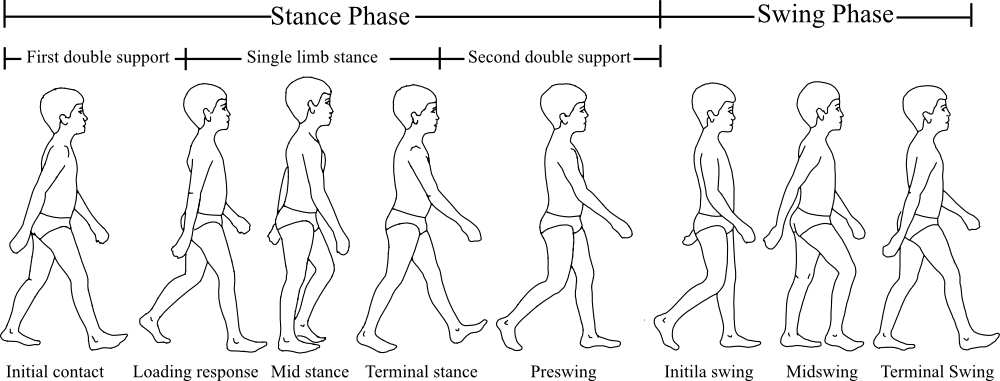 Stance Phase
Swing Phase
First double support
Single limb stance
Second double support
Initial contact
Loading response
Mid stance
Terminal stance
Preswing
Initila swing
Midswing
Terminal Swing